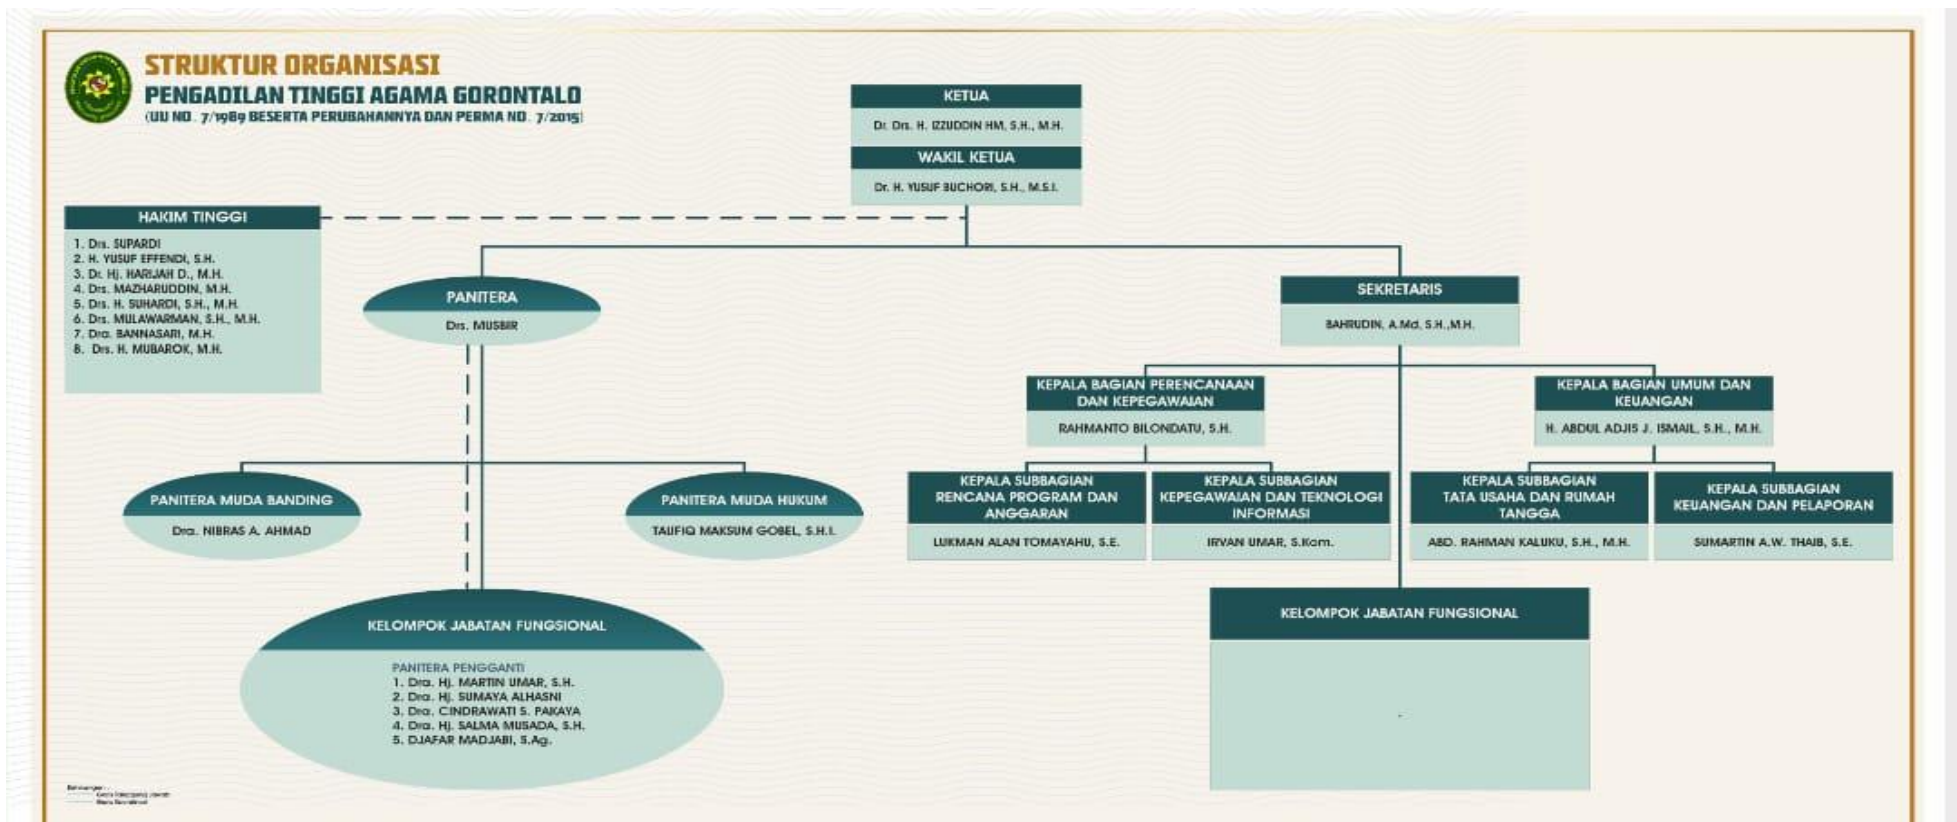 STRUKTUR ORGANISASI
PENGADILAN TINGGI AGAMA GORONTALO
(UU NO. 7/1989 BESERTA PERUBAHANNYA DAN PERMA NO. 7/2015)
KETUA
Dr. Drs. H. IZZUDDIN HM, S.H., M.H.
WAKIL KETUA
Dr. H. YUSUF BUCHORI, S.H., M.S.I.
HAKIM TINGGI
1. Drs. SUPARDI
2. H. YUSUF EFFENDI, S.H.
3. Dr. Hj. HARIJAH D., M.H.
4. Drs. MAZHARUDDIN, M.H.
5. Drs. H. SUHARDI, S.H., M.H.
6. Drs. MULAWARMAN, S.H., M.H.
7. Dra. BANNASARI, M.H.
8. Drs. H. MUBAROK, M.H.
PANITERA
Drs. MUSBIR
SEKRETARIS
BAHRUDIN, A.Md, S.H.,M.H.
KEPALA BAGIAN PERENCANAAN
DAN KEPEGAWAIAN
RAHMANTO BILONDATU, S.H.
KEPALA BAGIAN UMUM DAN
KEUANGAN
H. ABDUL ADJIS J. ISMAIL, S.H., M.H.
PANITERA MUDA BANDING
Dra. NIBRAS A. AHMAD
PANITERA MUDA HUKUM
TAUFIQ MAKSUM GOBEL, S.H.I.
KEPALA SUBBAGIAN
RENCANA PROGRAM DAN
ANGGARAN
LUKMAN ALAN TOMAYAHU, S.E.
KEPALA SUBBAGIAN
KEPEGAWAIAN DAN TEKNOLOGI
INFORMASI
IRVAN UMAR, S.Kom.
KEPALA SUBBAGIAN
TATA USAHA DAN RUMAH
TANGGA
ABD. RAHMAN KALUKU, S.H., M.H.
KEPALA SUBBAGIAN
KEUANGAN DAN PELAPORAN
SUMARTIN A.W. THAIB, S.E.
KELOMPOK JABATAN FUNGSIONAL
PANITERA PENGGANTI
1. Dra. Hj. MARTIN UMAR, S.H.
2. Dra. Hj. SUMAYA ALHASNI
3. Dra. CINDRAWATI S. PAKAYA
4. Dra. Hj. SALMA MUSADA, S.H.
5. DJAFAR MADJABI, S.Ag.
KELOMPOK JABATAN FUNGSIONAL
-